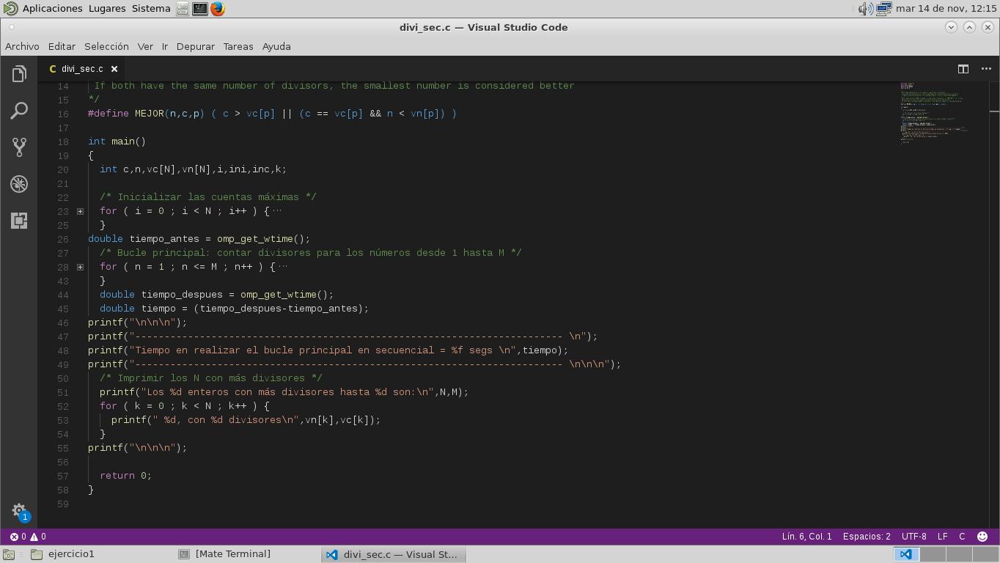 Aplicaciones Lugares Sistema mar 14 de nov, 12:15
divi_sec.c — Visual Studio Code
Archivo Editar Selección Ver Ir Depurar Tareas Ayuda
C divi_sec.c
14 If both have the same number of divisors, the smallest number is considered better
15 */
16 #define MEJOR(n,c,p) ( c > vc[p] || (c == vc[p] && n < vn[p]) )
17
18 int main()
19 {
20 int c,n,vc[N],vn[N],i,ini,inc,k;
21
22 /* Inicializar las cuentas máximas */
23 for ( i = 0 ; i < N ; i++ ) {···
25 }
26 double tiempo_antes = omp_get_wtime();
27 /* Bucle principal: contar divisores para los números desde 1 hasta M */
28 for ( n = 1 ; n <= M ; n++ ) {···
43 }
44 double tiempo_despues = omp_get_wtime();
45 double tiempo = (tiempo_despues-tiempo_antes);
46 printf("\n\n\n");
47 printf("------------------------------------------------------------------------- \n");
48 printf("Tiempo en realizar el bucle principal en secuencial = %f segs \n",tiempo);
49 printf("------------------------------------------------------------------------- \n\n\n");
50 /* Imprimir los N con más divisores */
51 printf("Los %d enteros con más divisores hasta %d son:\n",N,M);
52 for ( k = 0 ; k < N ; k++ ) {
53 printf(" %d, con %d divisores\n",vn[k],vc[k]);
54 }
55 printf("\n\n\n");
56
57 return 0;
58 }
59
1
0 0 Lín. 6, Col. 1 Espacios: 2 UTF-8 LF C
ejercicio1 [Mate Terminal] divi_sec.c — Visual St...